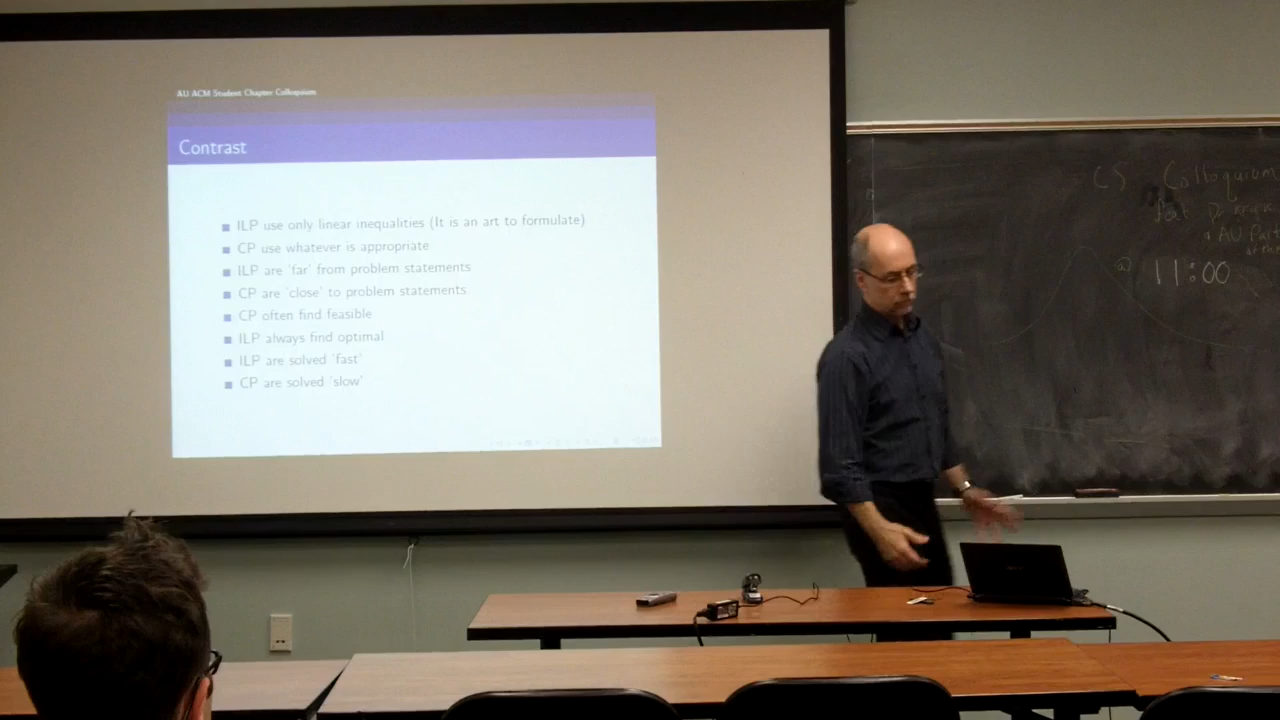 AU ACM Student Chapter Colloquium
Contrast
ILP use only linear inequalities (It is an art to formulate)
CP use whatever is appropriate
ILP are 'far' from problem statements
CP are 'close' to problem statements
CP often find feasible
ILP always find optimal
ILP are solved 'fast'
CP are solved 'slow'
CS Colloquium
AU
@ 11:00